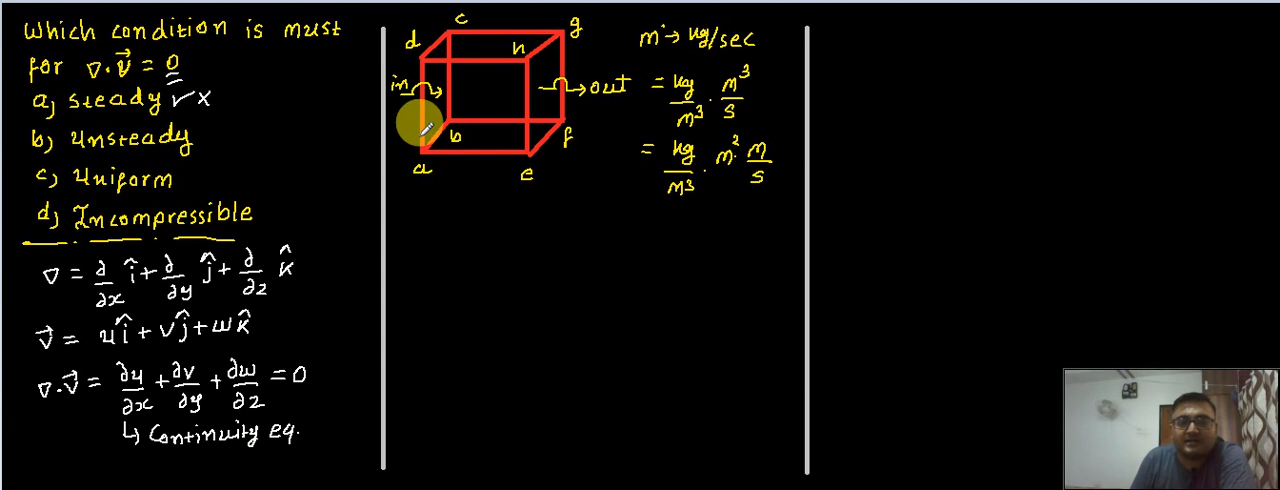 Which condition is must
for ∇·V⃗ = 0
a) steady ✓ ×
b) Unsteady
c) Uniform
d) Incompressible
∇ = ∂/∂x î + ∂/∂y ĵ + ∂/∂z k̂
V⃗ = uî + vĵ + wk̂
∇·V⃗ = ∂u/∂x + ∂v/∂y + ∂w/∂z = 0
↳ Continuity eq.
c
g
d
h
in
out
b
f
a
e
ṁ → kg/sec
= kg/m³ · m³/s
= kg/m³ · m² · m/s